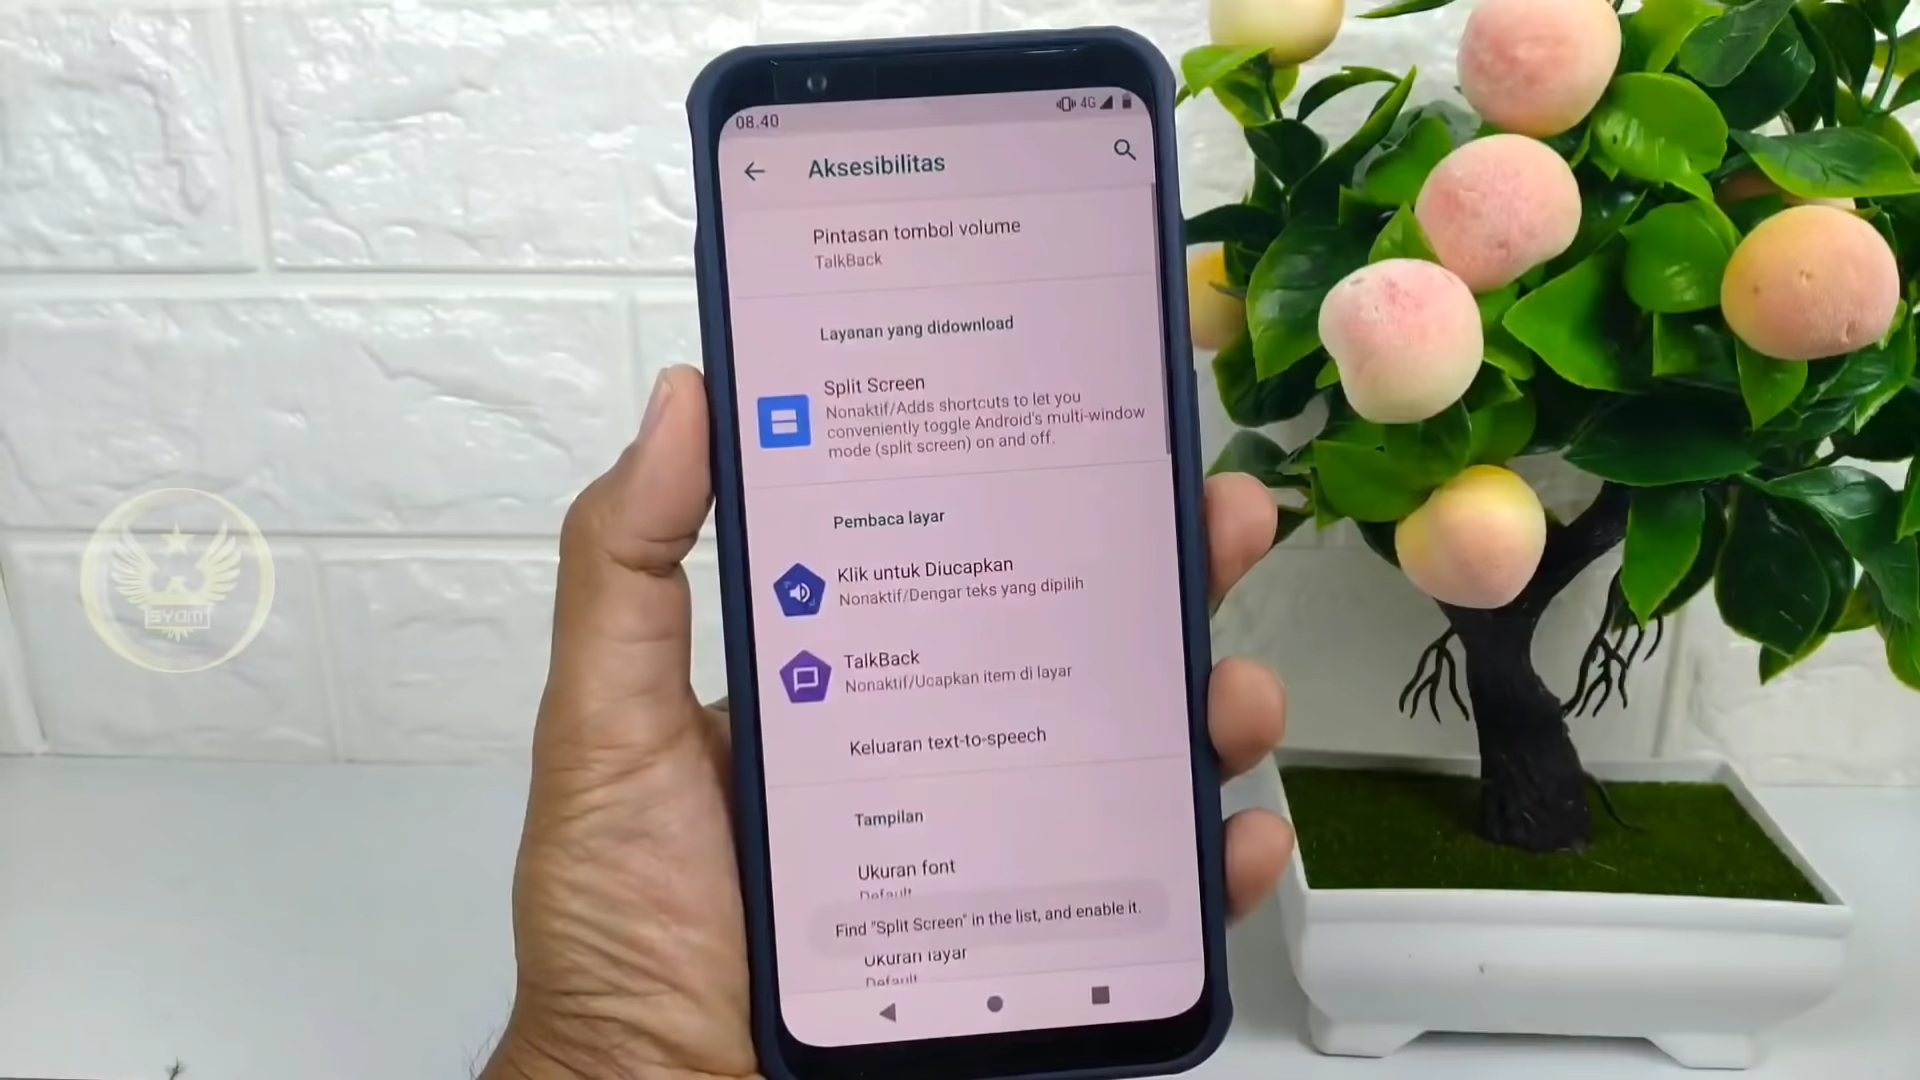 08.40
4G
Aksesibilitas
Pintasan tombol volume
TalkBack
Layanan yang didownload
Split Screen
Nonaktif/Adds shortcuts to let you
conveniently toggle Android's multi-window
mode (split screen) on and off.
Pembaca layar
Klik untuk Diucapkan
Nonaktif/Dengar teks yang dipilih
TalkBack
Nonaktif/Ucapkan item di layar
Keluaran text-to-speech
Tampilan
Ukuran font
Default
Find "Split Screen" in the list, and enable it.
Ukuran layar
Default
SYAM